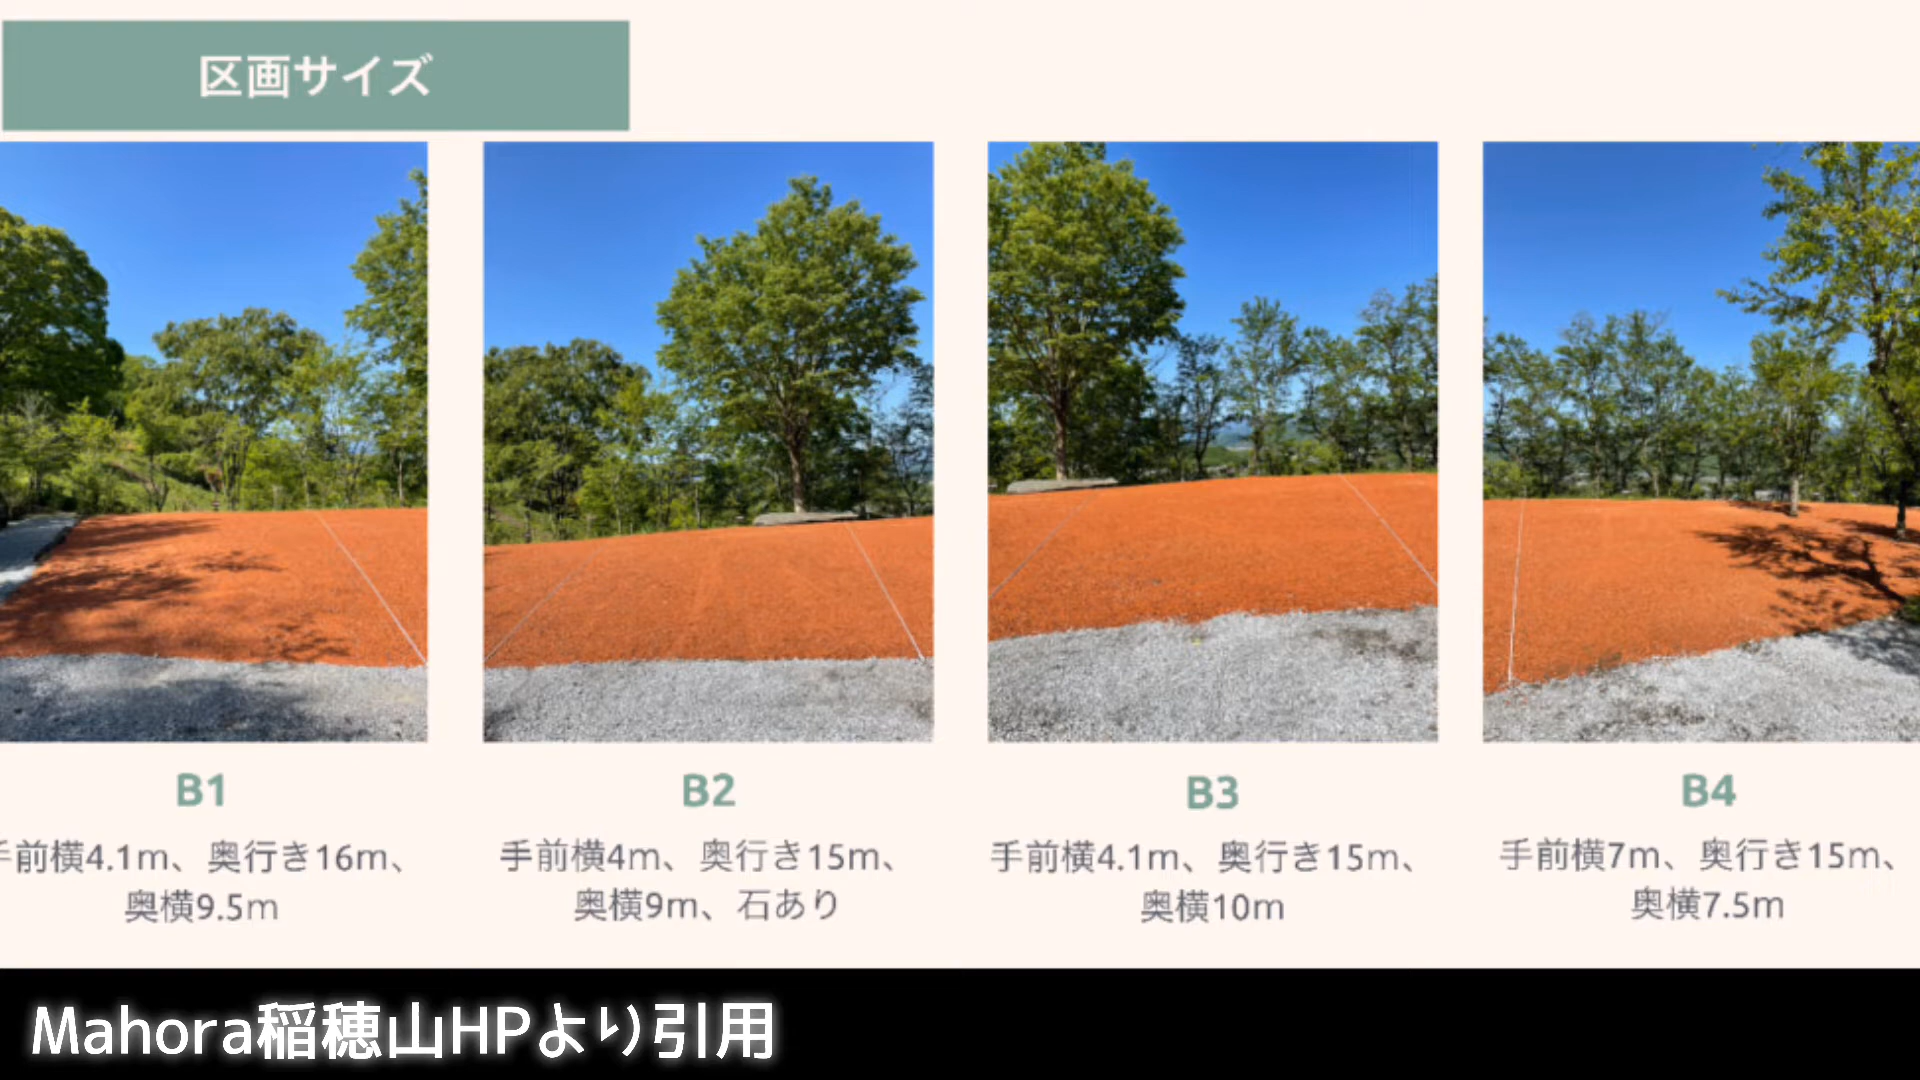 区画サイズ
B1
手前横4.1m、奥行き16m、
奥横9.5m
B2
手前横4m、奥行き15m、
奥横9m、石あり
B3
手前横4.1m、奥行き15m、
奥横10m
B4
手前横7m、奥行き15m、
奥横7.5m
Mahora稲穂山HPより引用